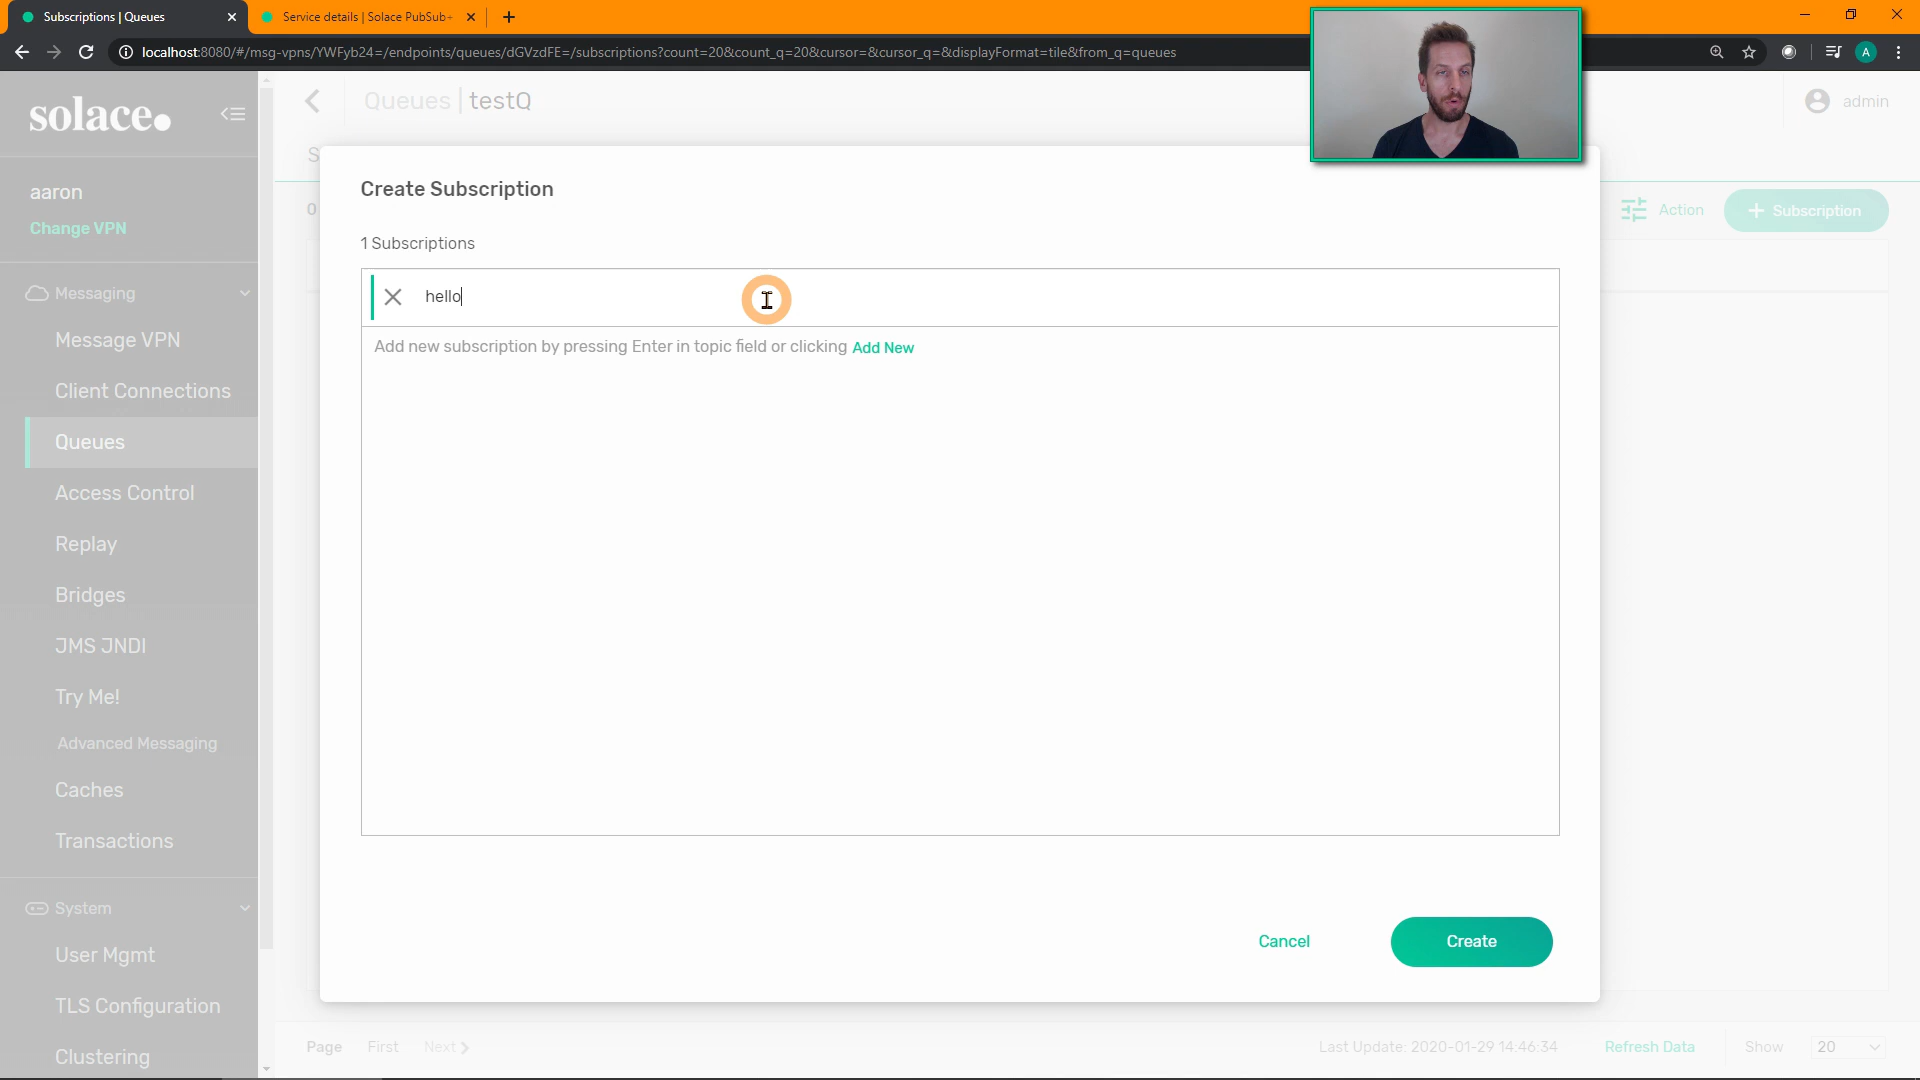 Subscriptions | Queues
Service details | Solace PubSub+
localhost:8080/#/msg-vpns/YWFyb24=/endpoints/queues/dGVzdFE=/subscriptions?count=20&count_q=20&cursor=&cursor_q=&displayFormat=tile&from_q=queues
A
solace.
Queues | testQ
admin
S
aaron
Change VPN
Create Subscription
0
Action
+ Subscription
1 Subscriptions
Messaging
hello
Add new subscription by pressing Enter in topic field or clicking Add New
Message VPN
Client Connections
Queues
Access Control
Replay
Bridges
JMS JNDI
Try Me!
Advanced Messaging
Caches
Transactions
System
User Mgmt
TLS Configuration
Clustering
Cancel
Create
Page First Next
Last Update: 2020-01-29 14:46:34
Refresh Data
Show 20